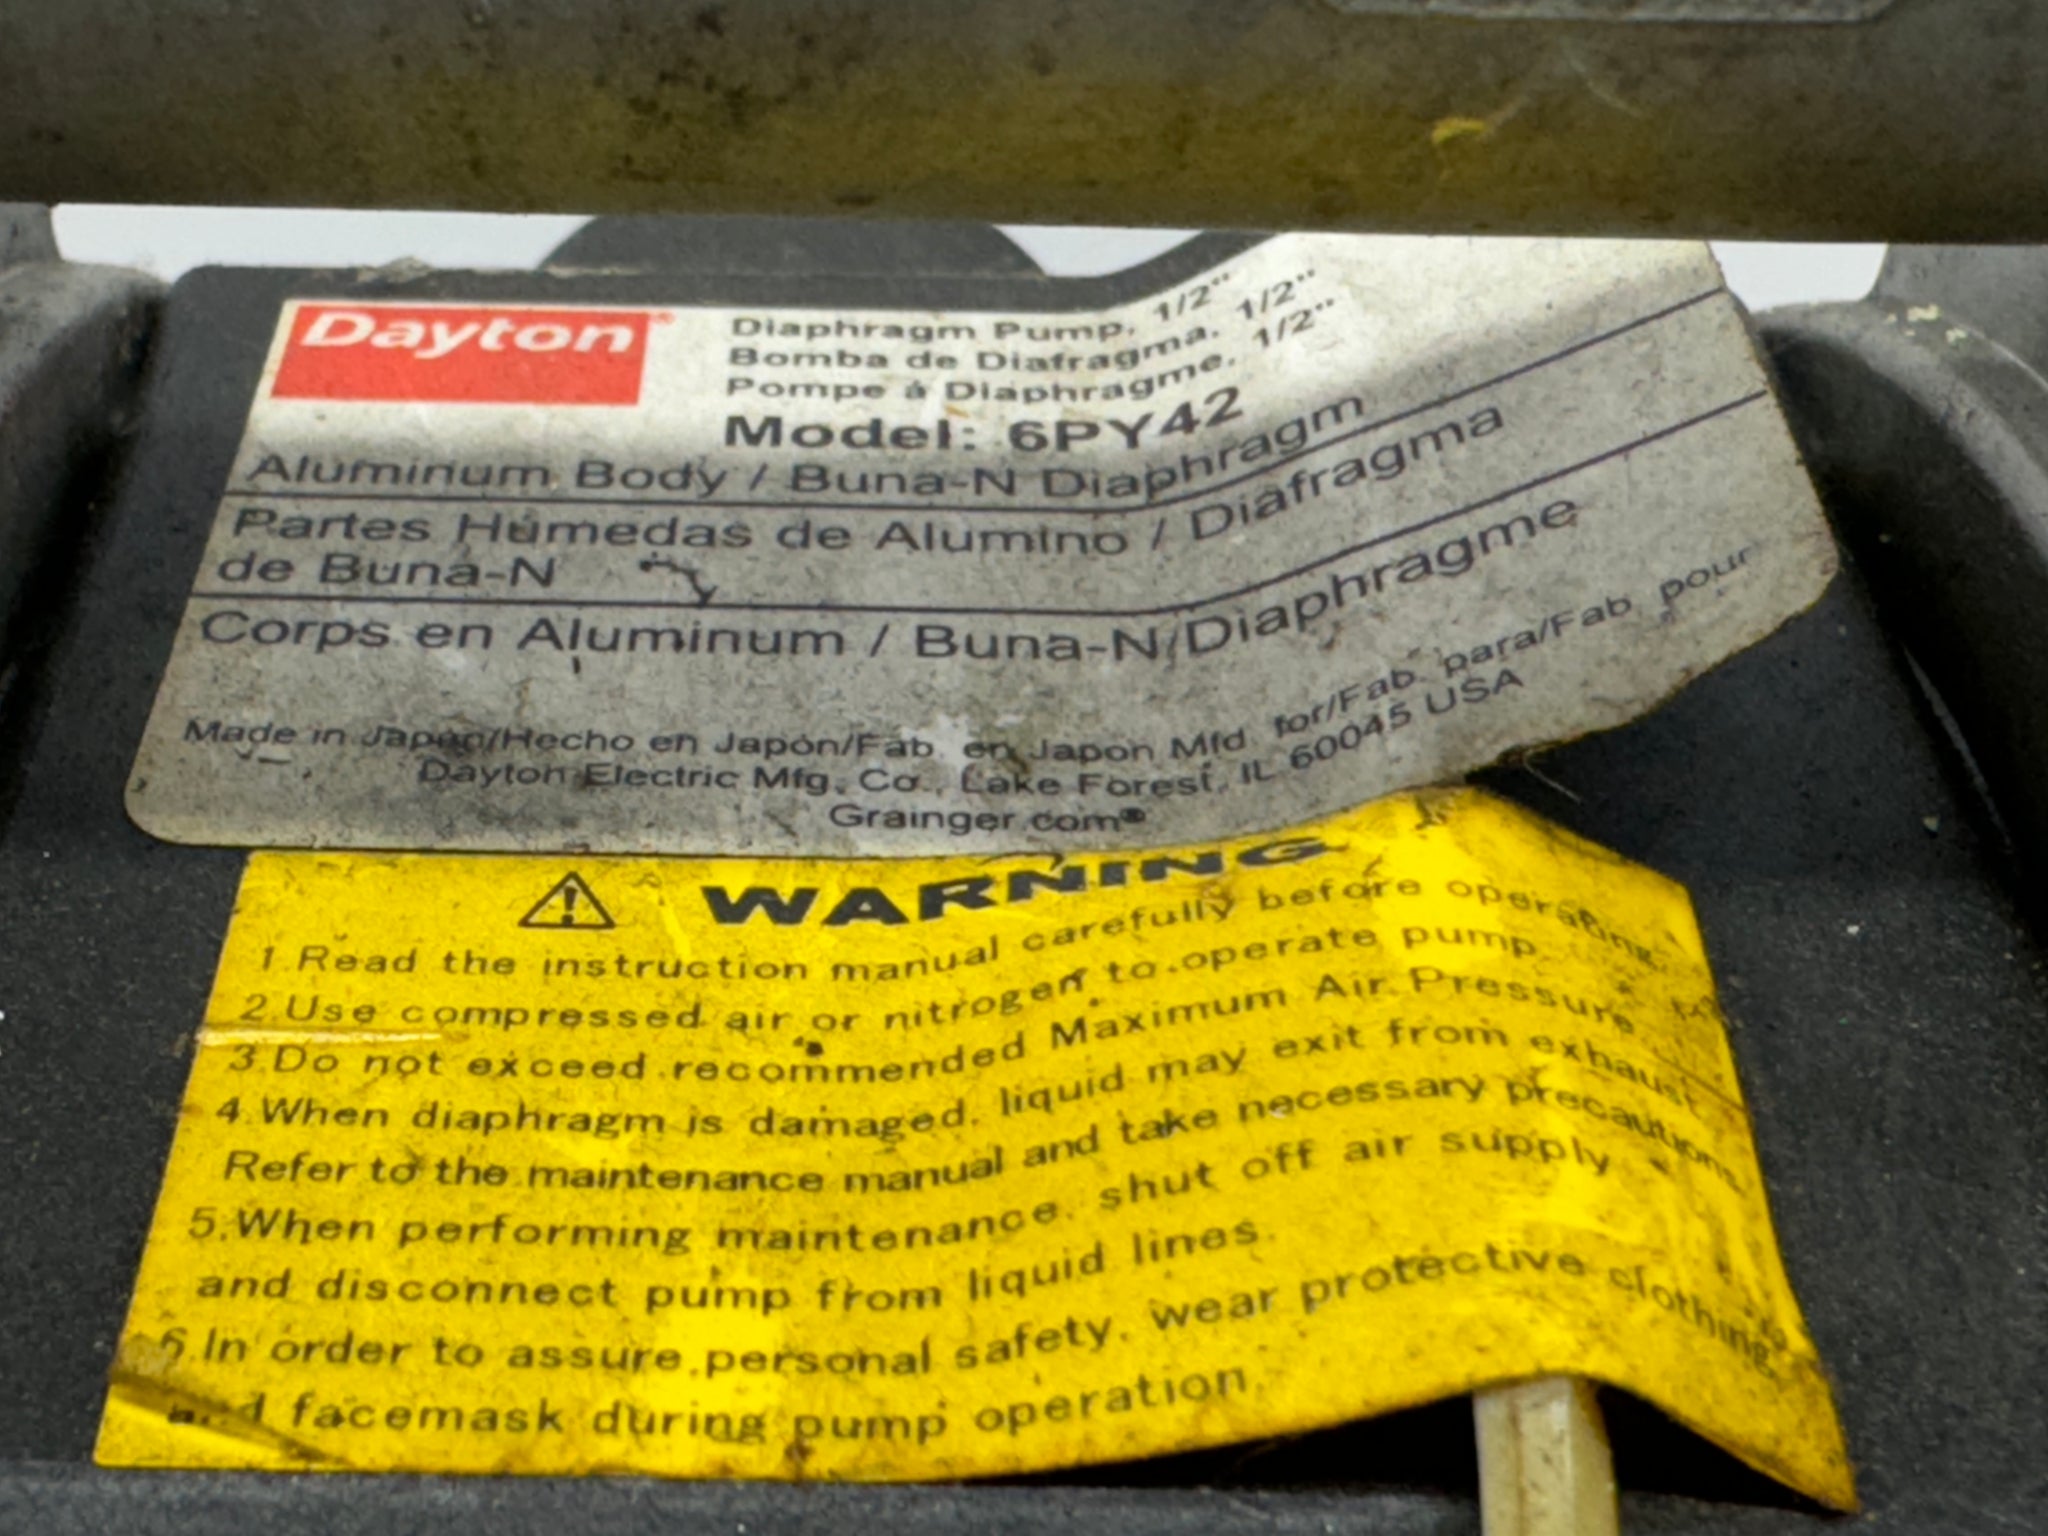 Dayton®
Diaphragm Pump, 1/2"
Bomba de Diafragma, 1/2"
Pompe á Diaphragme, 1/2"
Model: 6PY42
Aluminum Body / Buna-N Diaphragm
Partes Húmedas de Alumino / Diafragma
de Buna-N
Corps en Aluminum / Buna-N/Diaphragme
Made in Japan/Hecho en Japón/Fab. en Japon Mfd. for/Fab. para/Fab. pour
Dayton Electric Mfg. Co., Lake Forest, IL 60045 USA
Grainger.com®
WARNING
1.Read the instruction manual carefully before operating.
2.Use compressed air or nitrogen to operate pump.
3.Do not exceed recommended Maximum Air Pressure
4.When diaphragm is damaged, liquid may exit from exhaust.
Refer to the maintenance manual and take necessary precautions.
5.When performing maintenance, shut off air supply
and disconnect pump from liquid lines.
6.In order to assure personal safety, wear protective clothing,
and facemask during pump operation.